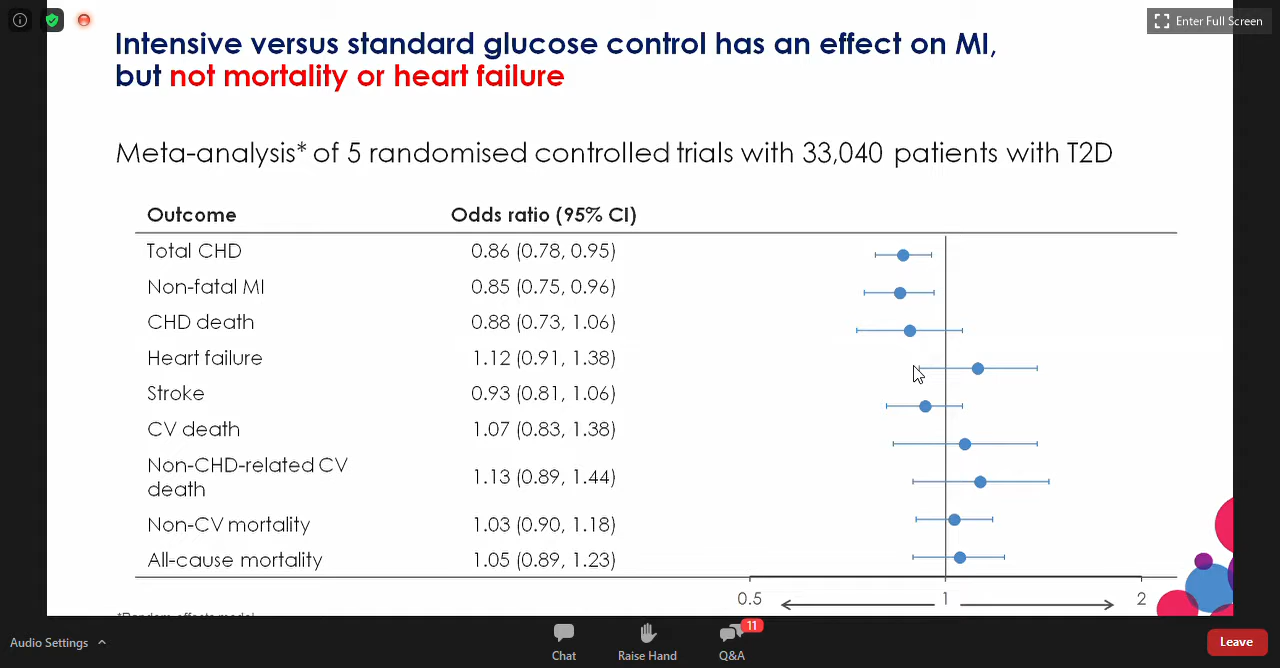 Enter Full Screen
Intensive versus standard glucose control has an effect on MI,
but not mortality or heart failure
Meta-analysis* of 5 randomised controlled trials with 33,040 patients with T2D
Outcome Odds ratio (95% CI)
Total CHD 0.86 (0.78, 0.95)
Non-fatal MI 0.85 (0.75, 0.96)
CHD death 0.88 (0.73, 1.06)
Heart failure 1.12 (0.91, 1.38)
Stroke 0.93 (0.81, 1.06)
CV death 1.07 (0.83, 1.38)
Non-CHD-related CV
death 1.13 (0.89, 1.44)
Non-CV mortality 1.03 (0.90, 1.18)
All-cause mortality 1.05 (0.89, 1.23)
0.5 1 2
*Random-effects model
11
Audio Settings Chat Raise Hand Q&A Leave